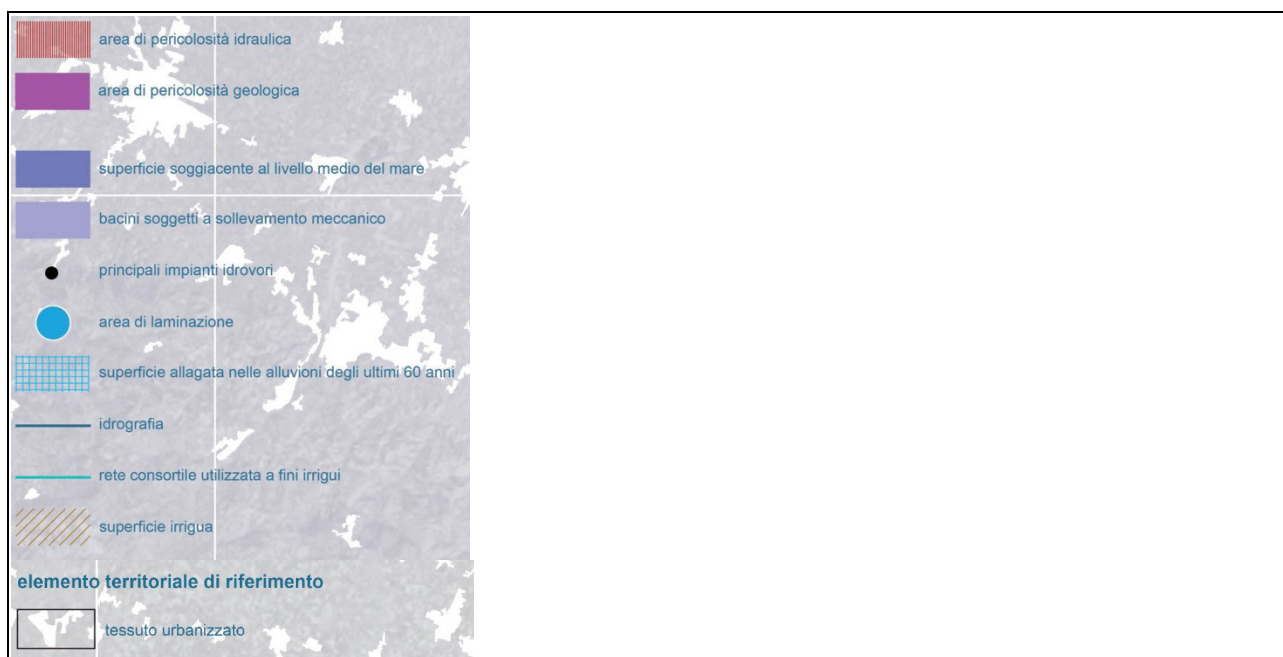 area di pericolosità idraulica
area di pericolosità geologica
superficie soggiacente al livello medio del mare
bacini soggetti a sollevamento meccanico
principali impianti idrovori
area di laminazione
superficie allagata nelle alluvioni degli ultimi 60 anni
idrografia
rete consortile utilizzata a fini irrigui
superficie irrigua
elemento territoriale di riferimento
tessuto urbanizzato